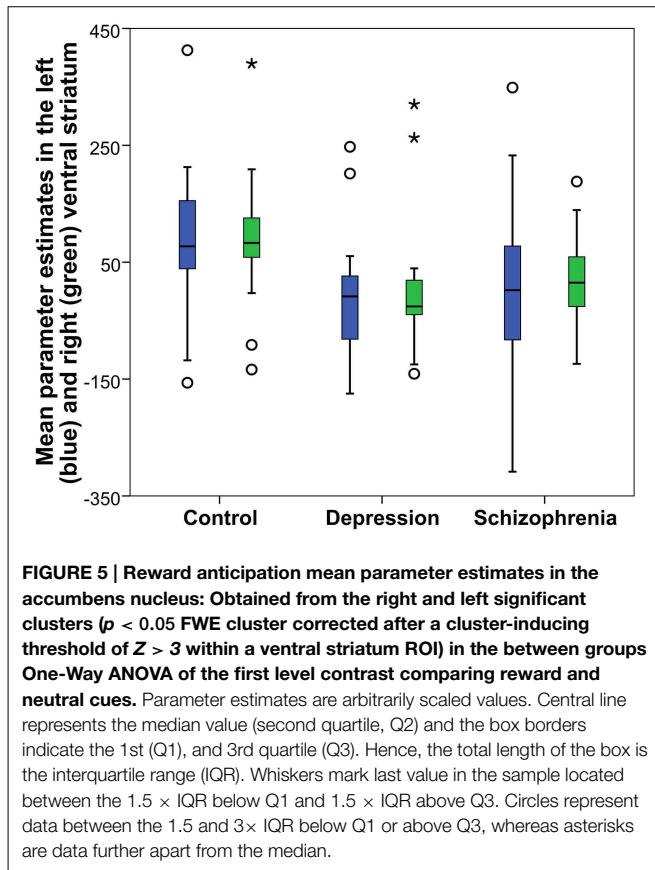 Mean parameter estimates in the left
(blue) and right (green) ventral striatum
450
250
50
-150
-350
Control Depression Schizophrenia
FIGURE 5 | Reward anticipation mean parameter estimates in the
accumbens nucleus: Obtained from the right and left significant
clusters (p < 0.05 FWE cluster corrected after a cluster-inducing
threshold of Z > 3 within a ventral striatum ROI) in the between groups
One-Way ANOVA of the first level contrast comparing reward and
neutral cues. Parameter estimates are arbitrarily scaled values. Central line
represents the median value (second quartile, Q2) and the box borders
indicate the 1st (Q1), and 3rd quartile (Q3). Hence, the total length of the box is
the interquartile range (IQR). Whiskers mark last value in the sample located
between the 1.5 × IQR below Q1 and 1.5 × IQR above Q3. Circles represent
data between the 1.5 and 3× IQR below Q1 or above Q3, whereas asterisks
are data further apart from the median.